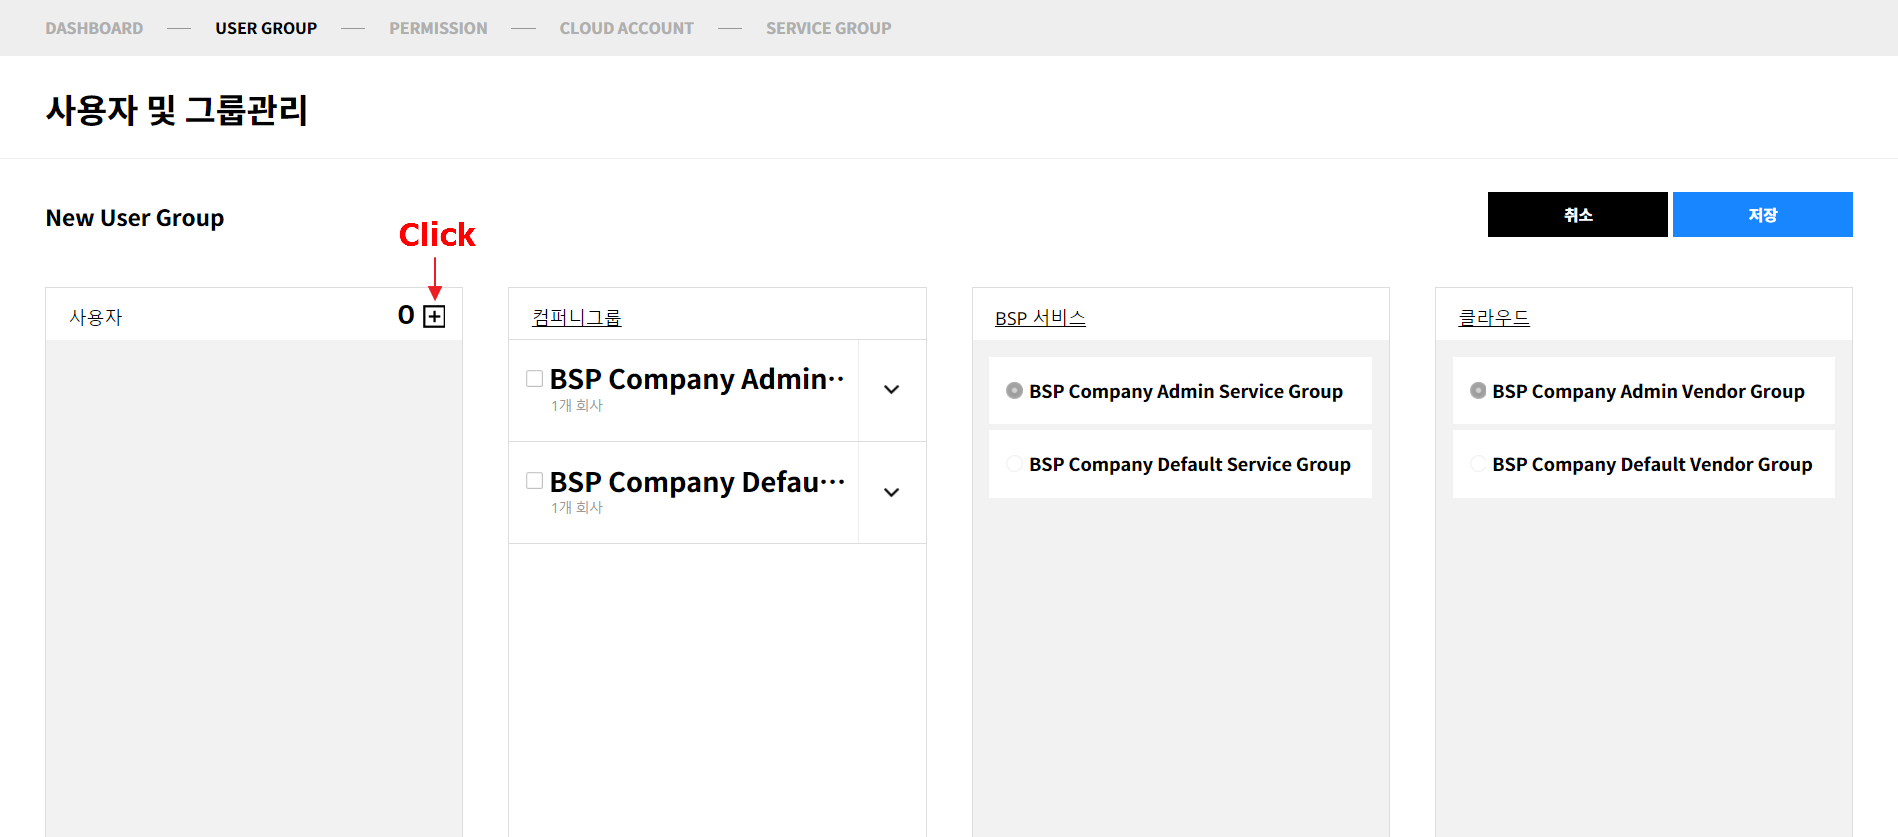 DASHBOARD — USER GROUP — PERMISSION — CLOUD ACCOUNT — SERVICE GROUP
사용자 및 그룹관리
New User Group
취소
저장
Click
사용자
0
컴퍼니그룹
BSP Company Admin··
1개 회사
BSP Company Defau···
1개 회사
BSP 서비스
BSP Company Admin Service Group
BSP Company Default Service Group
클라우드
BSP Company Admin Vendor Group
BSP Company Default Vendor Group